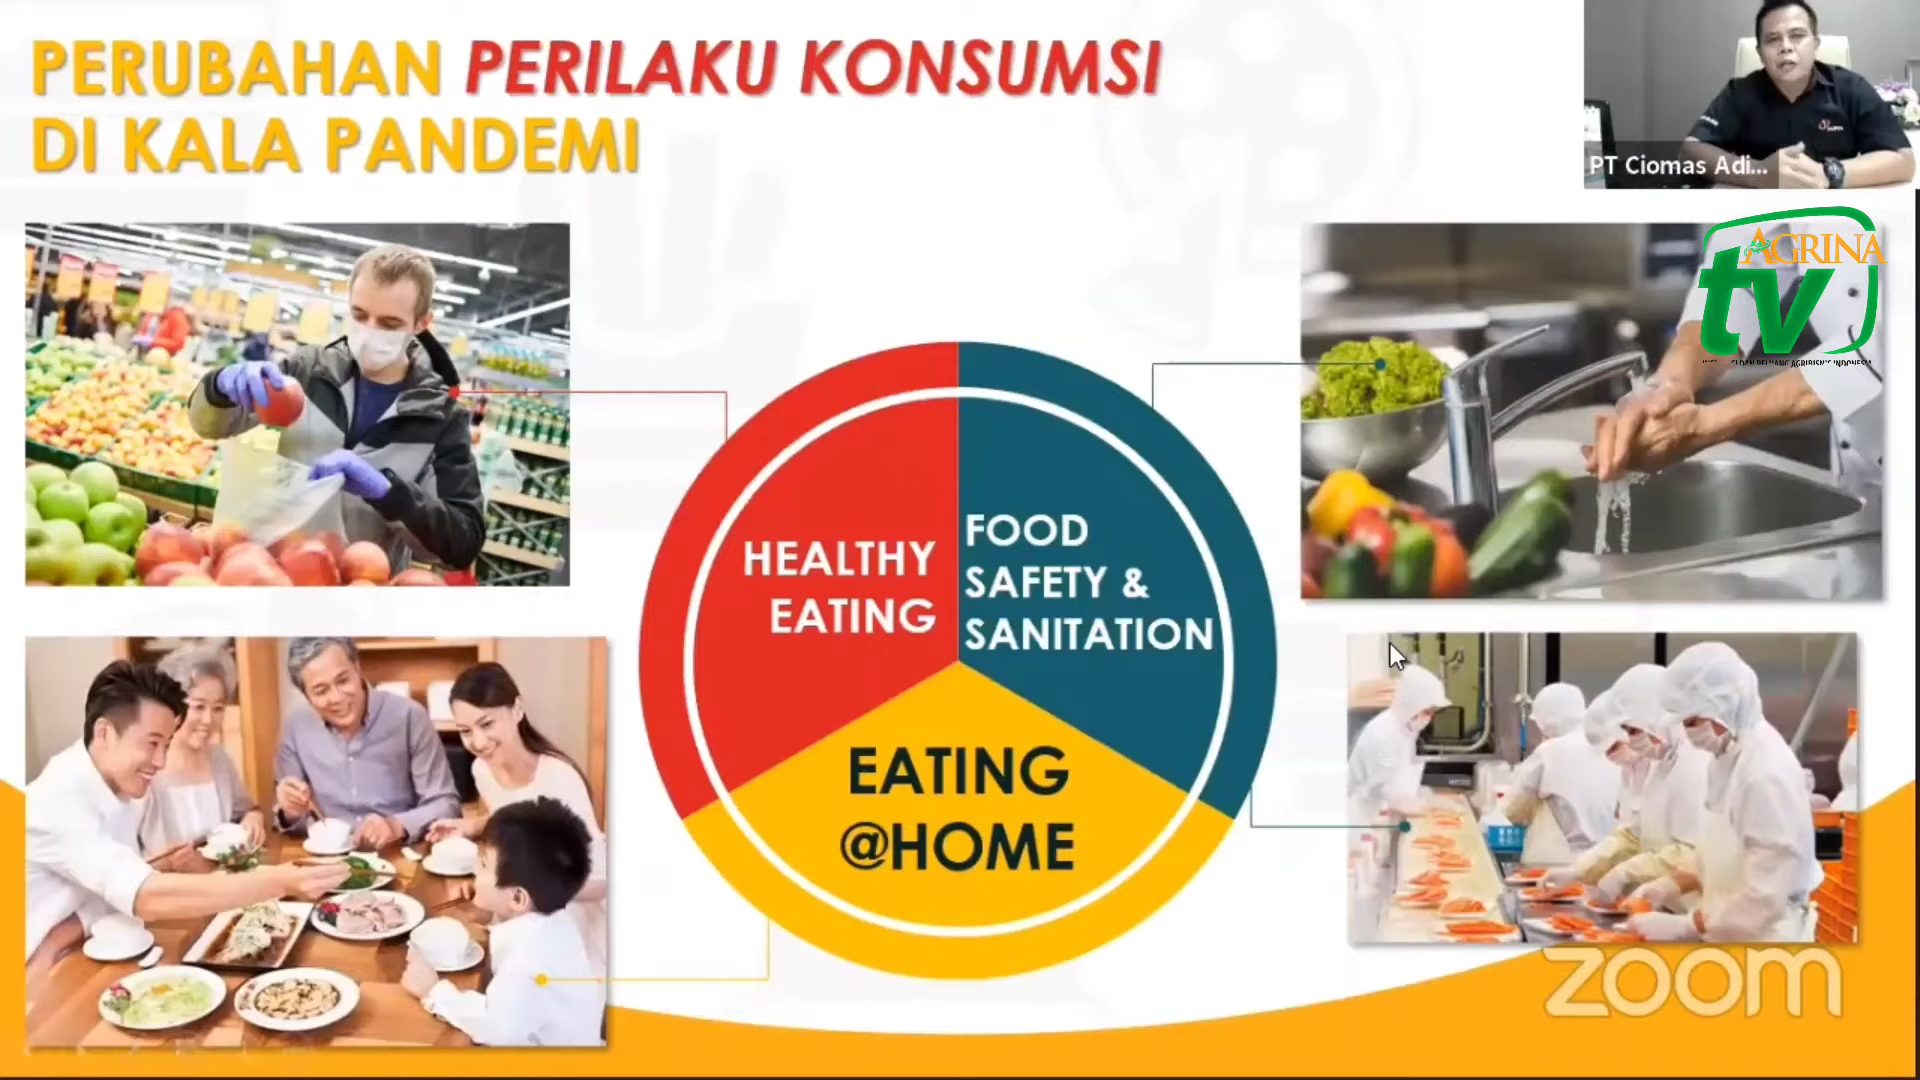 PERUBAHAN PERILAKU KONSUMSI
DI KALA PANDEMI
PT Ciomas Adi...
AGRINA
tv
HEALTHY
EATING
FOOD
SAFETY &
SANITATION
EATING
@HOME
zoom